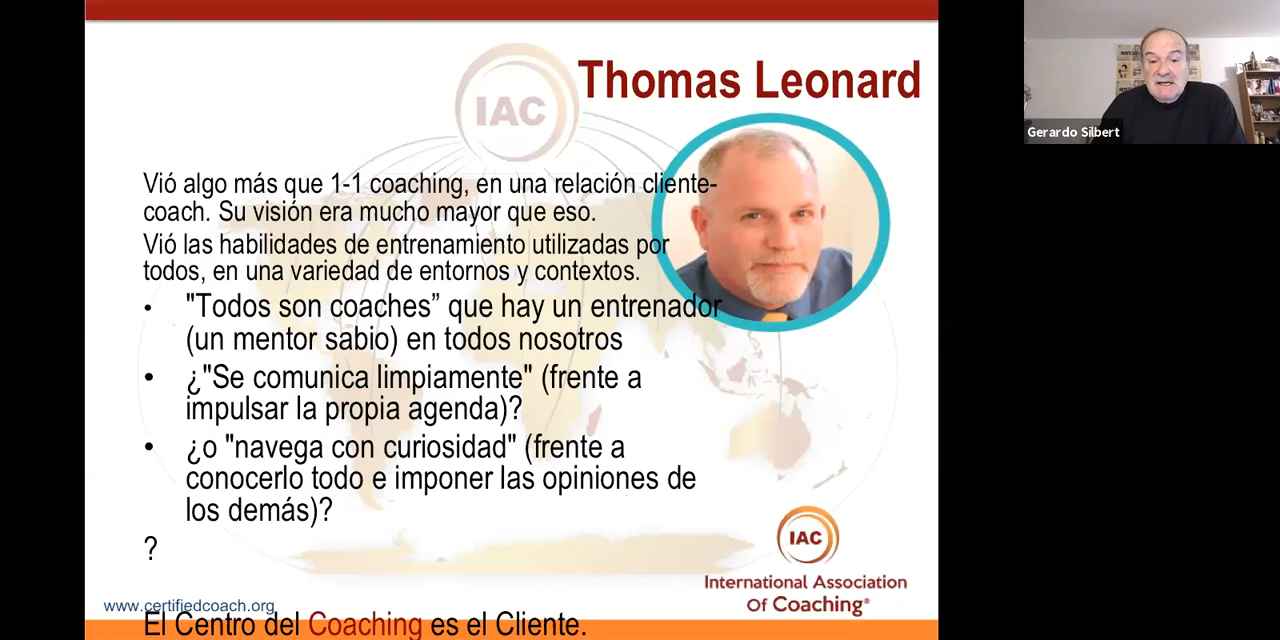 IAC
Thomas Leonard
Vió algo más que 1-1 coaching, en una relación cliente-
coach. Su visión era mucho mayor que eso.
Vió las habilidades de entrenamiento utilizadas por
todos, en una variedad de entornos y contextos.
• "Todos son coaches” que hay un entrenador
(un mentor sabio) en todos nosotros
• ¿"Se comunica limpiamente" (frente a
impulsar la propia agenda)?
• ¿o "navega con curiosidad" (frente a
conocerlo todo e imponer las opiniones de
los demás)?
?
IAC
International Association
Of Coaching®
www.certifiedcoach.org
El Centro del Coaching es el Cliente.
Gerardo Silbert